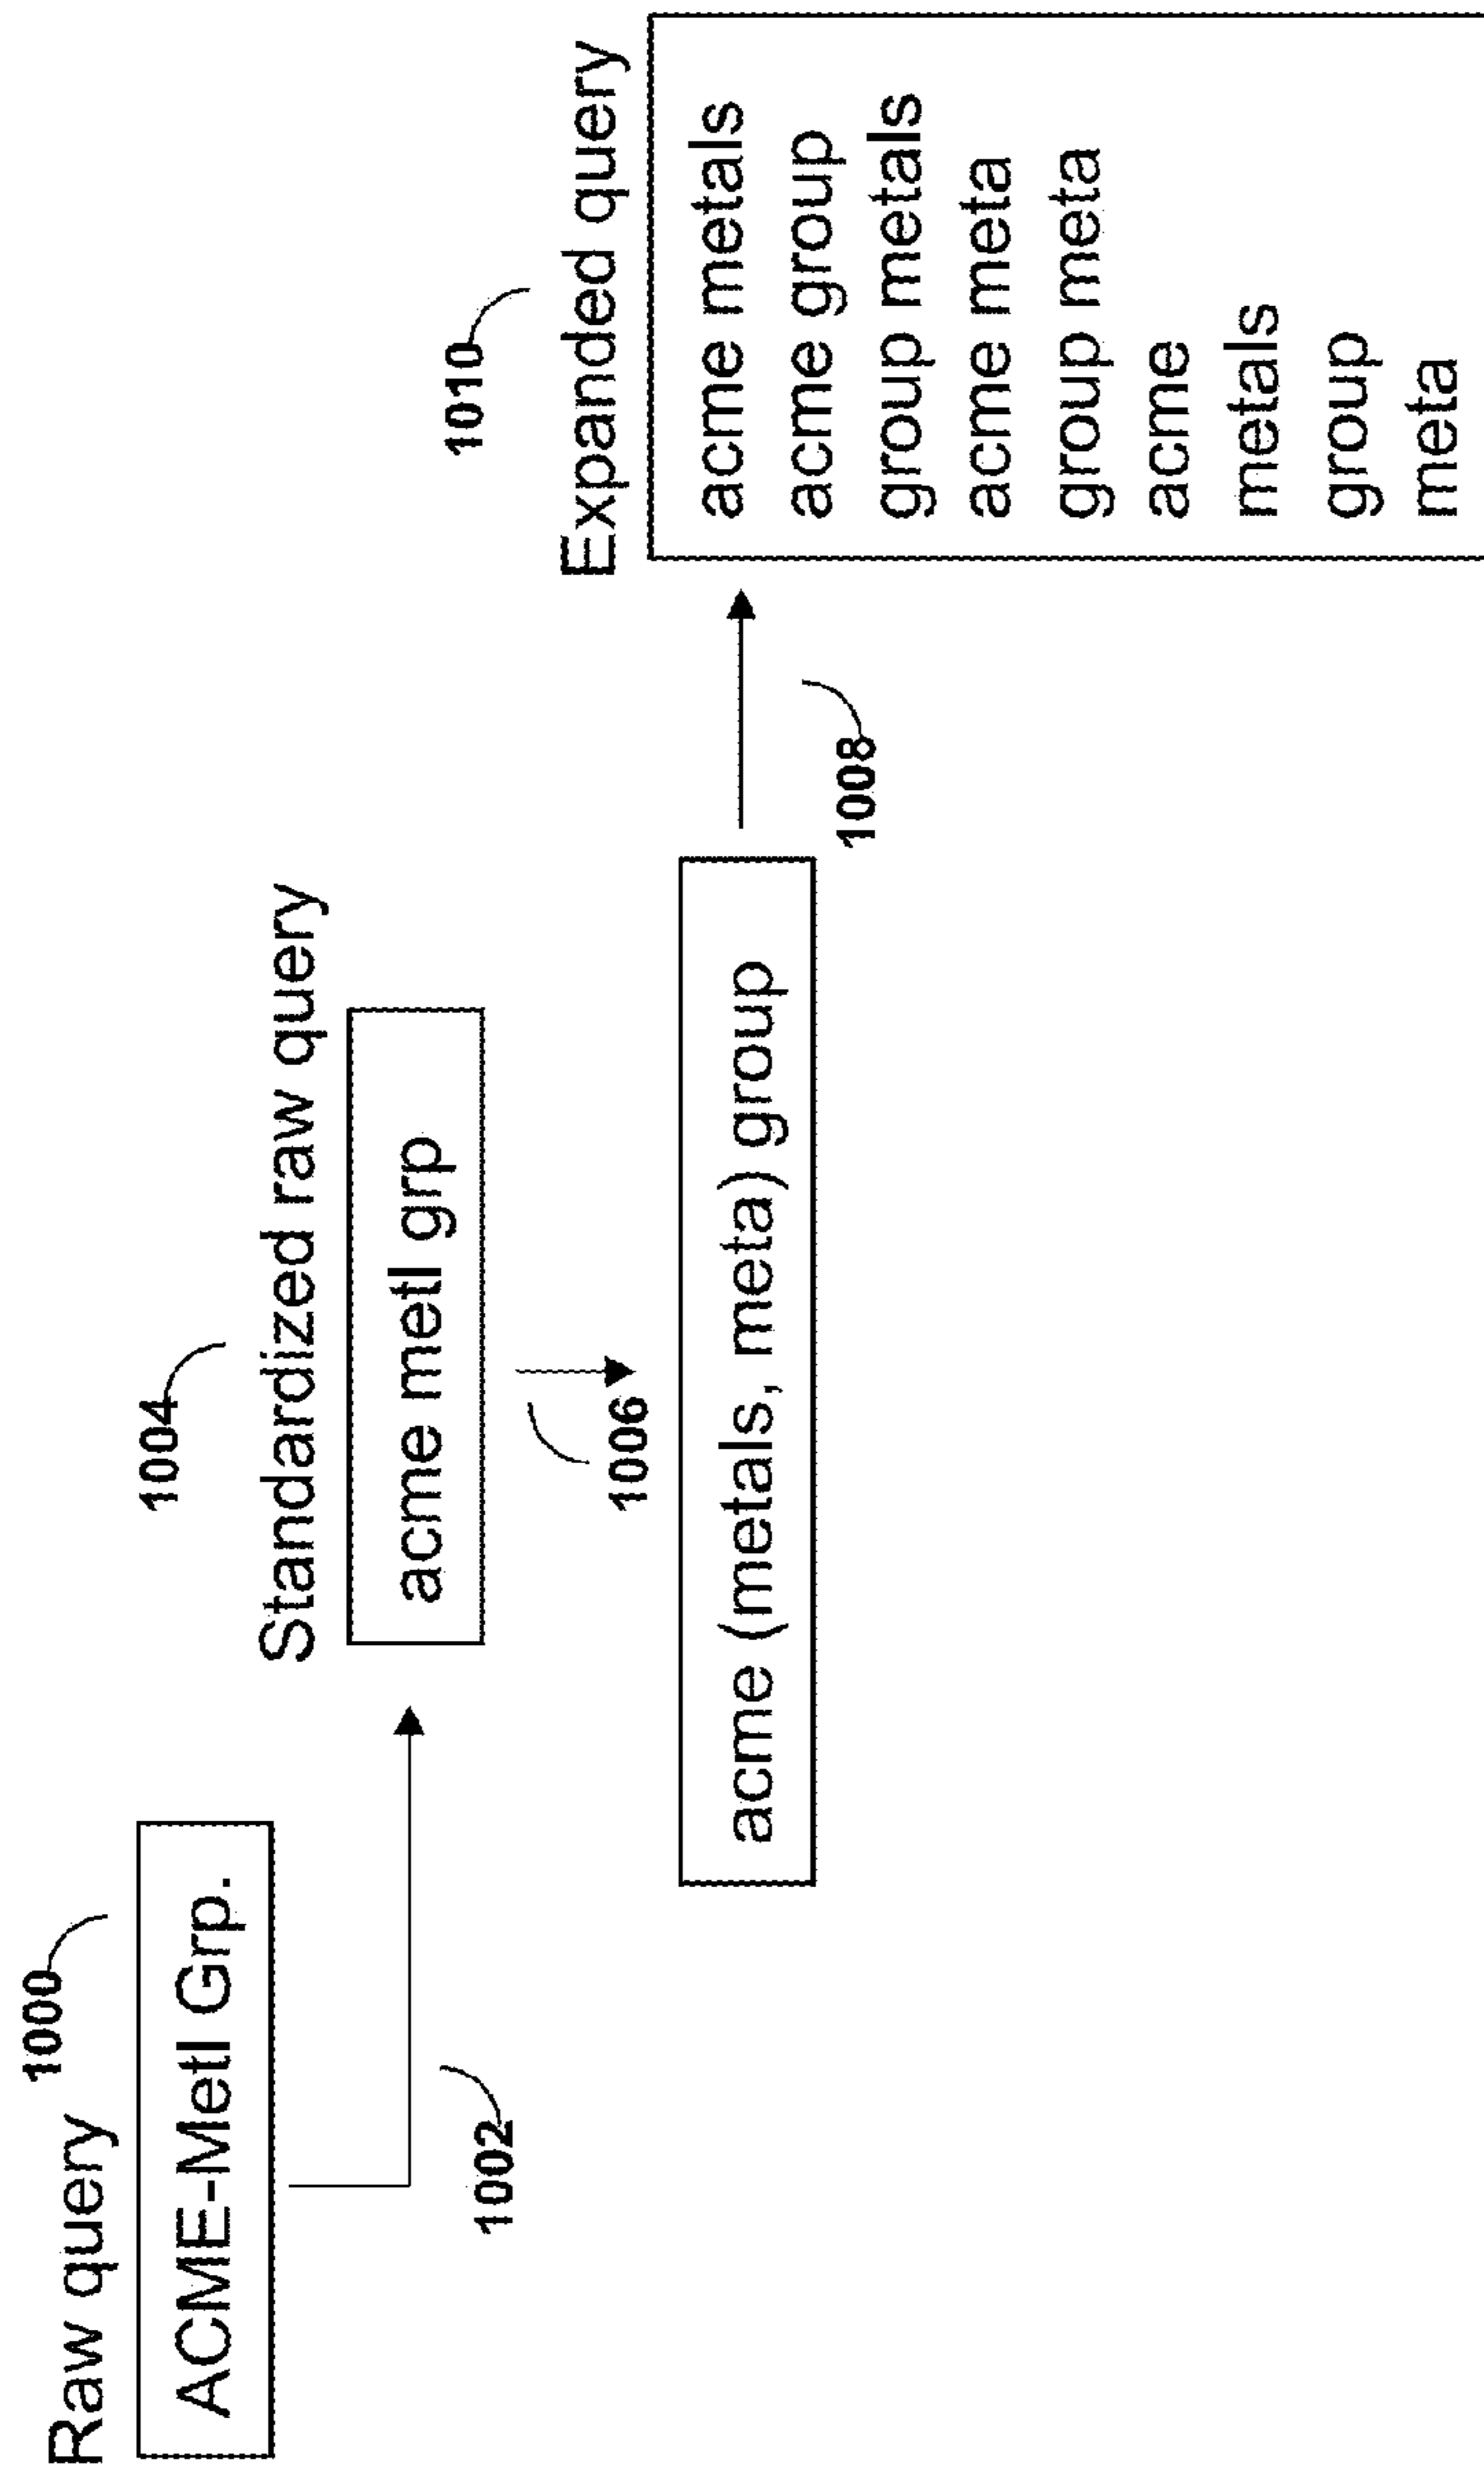 Raw query
1000
ACME-Metl Grp.
1002
1004
Standardized raw query
acme metl grp
1006
acme (metals, meta) group
1008
1010
Expanded query
acme metals
acme group
group metals
acme meta
group meta
acme
metals
group
meta